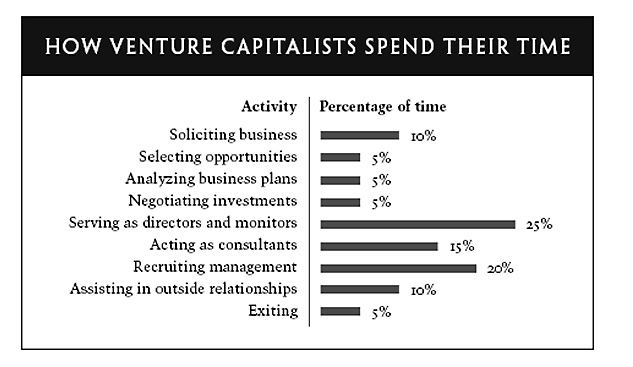 HOW VENTURE CAPITALISTS SPEND THEIR TIME
Activity Percentage of time
Soliciting business 10%
Selecting opportunities 5%
Analyzing business plans 5%
Negotiating investments 5%
Serving as directors and monitors 25%
Acting as consultants 15%
Recruiting management 20%
Assisting in outside relationships 10%
Exiting 5%